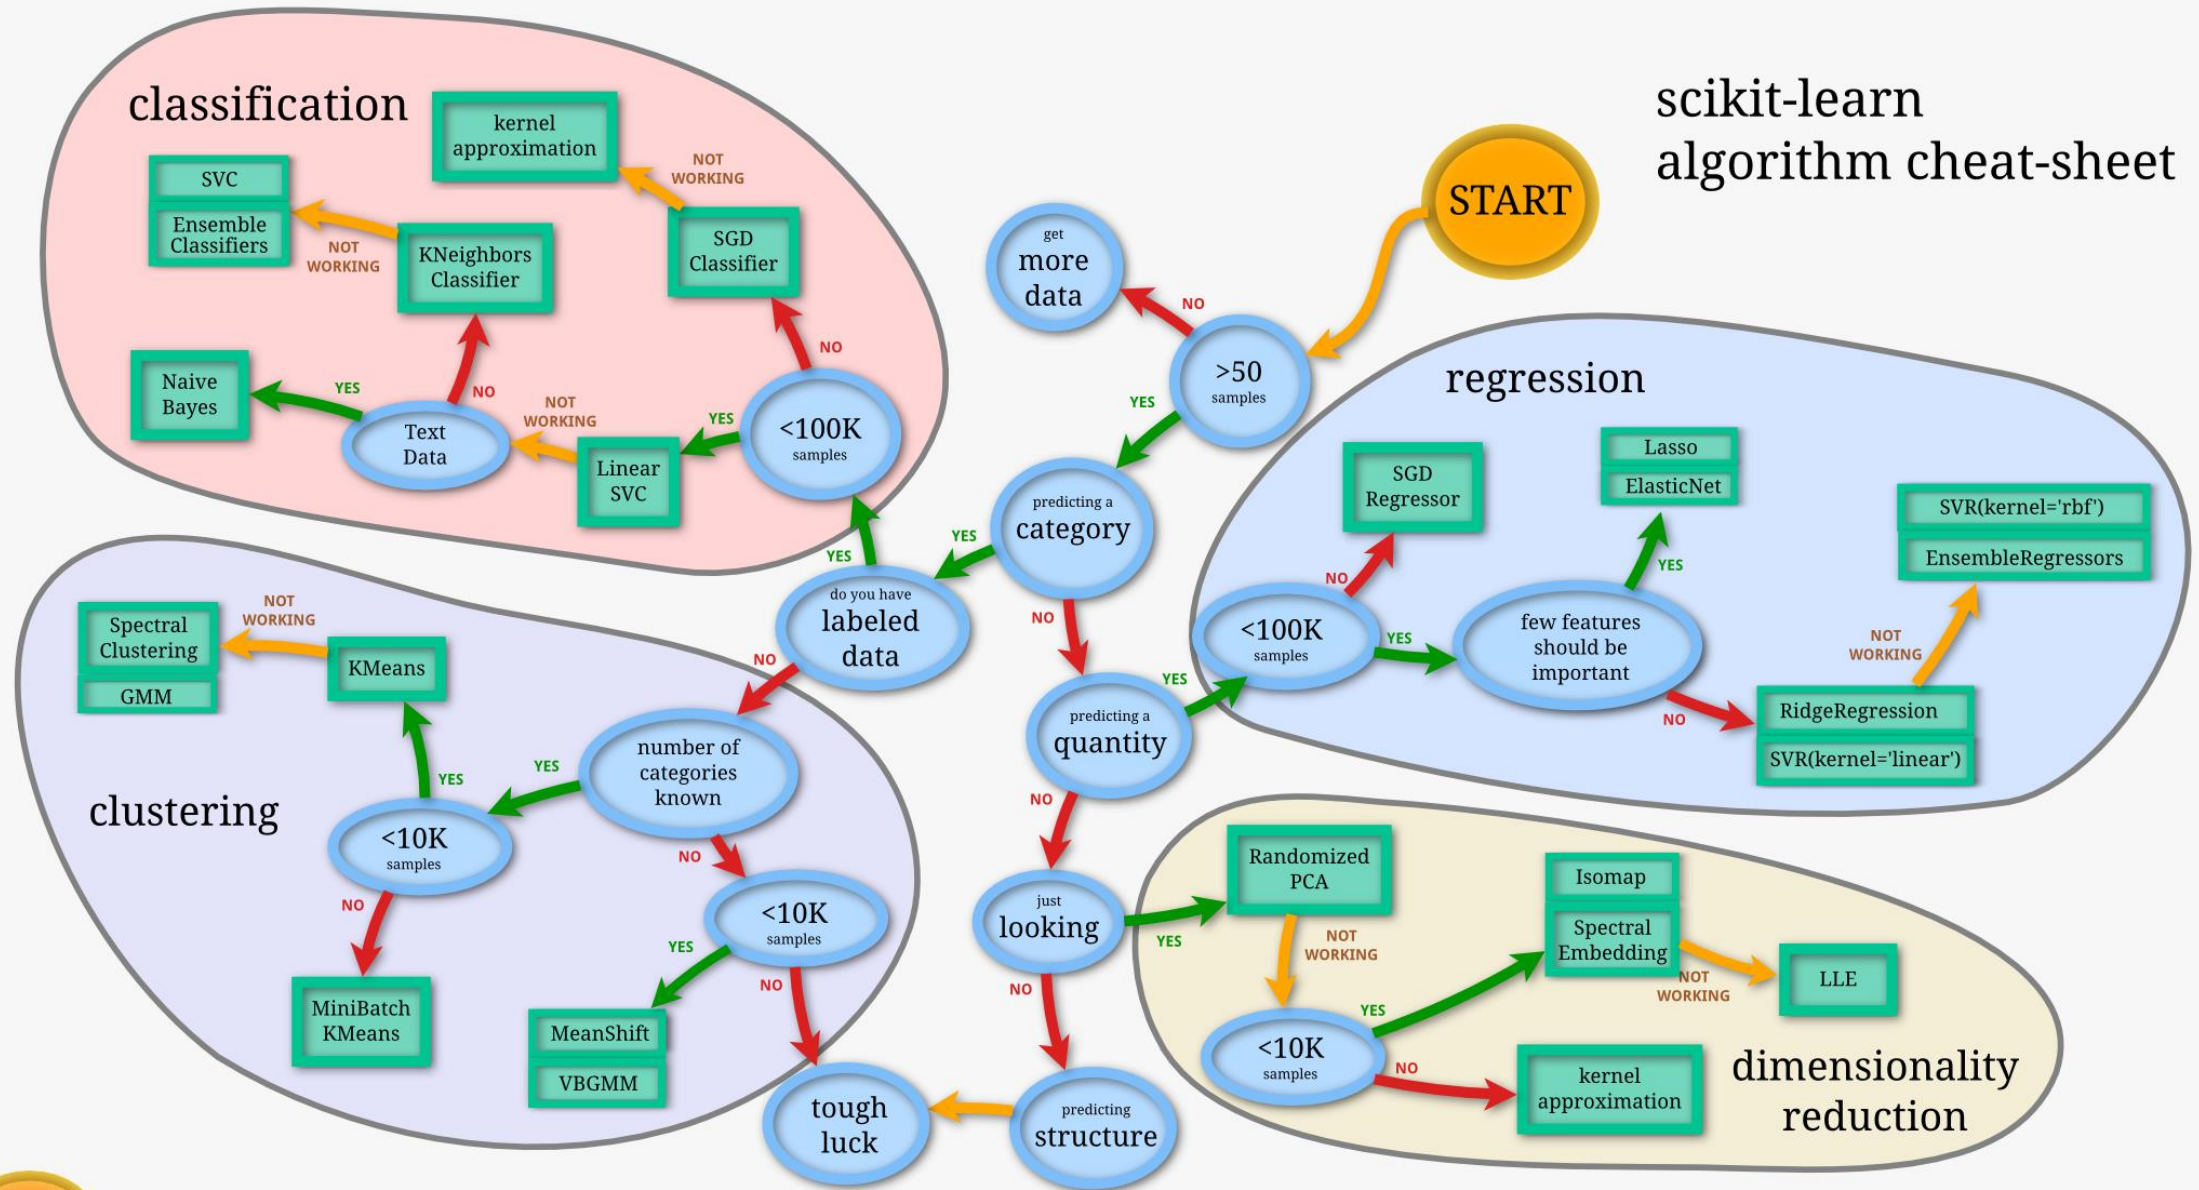 scikit-learn
algorithm cheat-sheet
START
get
more
data
NO
>50
samples
YES
predicting a
category
YES
NO
do you have
labeled
data
YES
NO
predicting a
quantity
YES
NO
just
looking
YES
NO
predicting
structure
tough
luck
classification
kernel
approximation
NOT
WORKING
SVC
Ensemble
Classifiers
NOT
WORKING
KNeighbors
Classifier
SGD
Classifier
NO
Naive
Bayes
YES
NO
Text
Data
NOT
WORKING
Linear
SVC
YES
<100K
samples
regression
SGD
Regressor
Lasso
ElasticNet
SVR(kernel='rbf')
EnsembleRegressors
NO
YES
<100K
samples
YES
few features
should be
important
NOT
WORKING
NO
RidgeRegression
SVR(kernel='linear')
clustering
Spectral
Clustering
GMM
NOT
WORKING
KMeans
number of
categories
known
YES
YES
NO
<10K
samples
NO
<10K
samples
YES
NO
MiniBatch
KMeans
MeanShift
VBGMM
dimensionality
reduction
Randomized
PCA
NOT
WORKING
Isomap
Spectral
Embedding
NOT
WORKING
LLE
YES
<10K
samples
NO
kernel
approximation